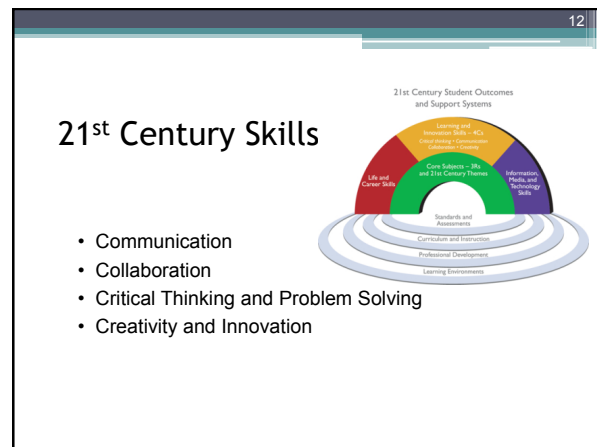 12
21st Century Skills
21st Century Student Outcomes
and Support Systems
Learning and
Innovation Skills – 4Cs
Critical thinking • Communication
Collaboration • Creativity
Core Subjects – 3Rs
and 21st Century Themes
Life and
Career Skills
Information,
Media, and
Technology
Skills
Standards and
Assessments
Curriculum and Instruction
Professional Development
Learning Environments
• Communication
• Collaboration
• Critical Thinking and Problem Solving
• Creativity and Innovation